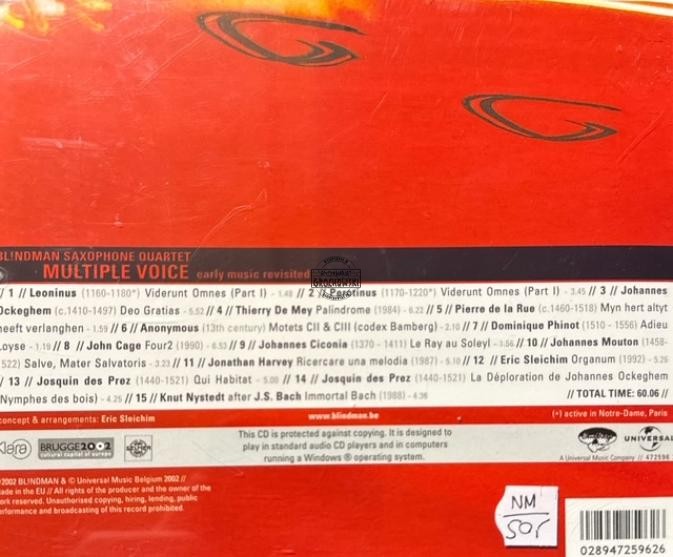 BL!NDMAN SAXOPHONE QUARTET
MULTIPLE VOICE early music revisited
GROCHOWSKI
// 1 // Leoninus (1160-1180*) Viderunt Omnes (Part I) - 1.48 // 2 // Perotinus (1170-1220*) Viderunt Omnes (Part I) - 3.45 // 3 // Johannes
Ockeghem (c.1410-1497) Deo Gratias - 5.52 // 4 // Thierry De Mey Palindrome (1984) - 6.22 // 5 // Pierre de la Rue (c.1460-1518) Myn hert altyt
heeft verlanghen - 1.59 // 6 // Anonymous (13th century) Motets CII & CIII (codex Bamberg) - 2.10 // 7 // Dominique Phinot (1510 - 1556) Adieu
Loyse - 1.19 // 8 // John Cage Four2 (1990) - 6.53 // 9 // Johannes Ciconia (1370 - 1411) Le Ray au Soleyl - 3.56 // 10 // Johannes Mouton (1458-
522) Salve, Mater Salvatoris - 3.23 // 11 // Jonathan Harvey Ricercare una melodia (1987) - 5.10 // 12 // Eric Sleichim Organum (1992) - 5.26
// 13 // Josquin des Prez (1440-1521) Qui Habitat - 5.00 // 14 // Josquin des Prez (1440-1521) La Déploration de Johannes Ockeghem
(Nymphes des bois) - 4.25 // 15 // Knut Nystedt after J.S. Bach Immortal Bach (1988) - 4.36 // TOTAL TIME: 60.06 //
concept & arrangements: Eric Sleichim www.blindman.be (*) active in Notre-Dame, Paris
Klara BRUGGE2002 cultural capital of europe
This CD is protected against copying. It is designed to
play in standard audio CD players and in computers
running a Windows ® operating system.
UNIVERSAL
A Universal Music Company // 472596
2002 BL!NDMAN & © Universal Music Belgium 2002 //
ade in the EU // All rights of the producer and the owner of the
ork reserved. Unauthorised copying, hiring, lending, public
erformance and broadcasting of this record prohibited.
NM
028947259626